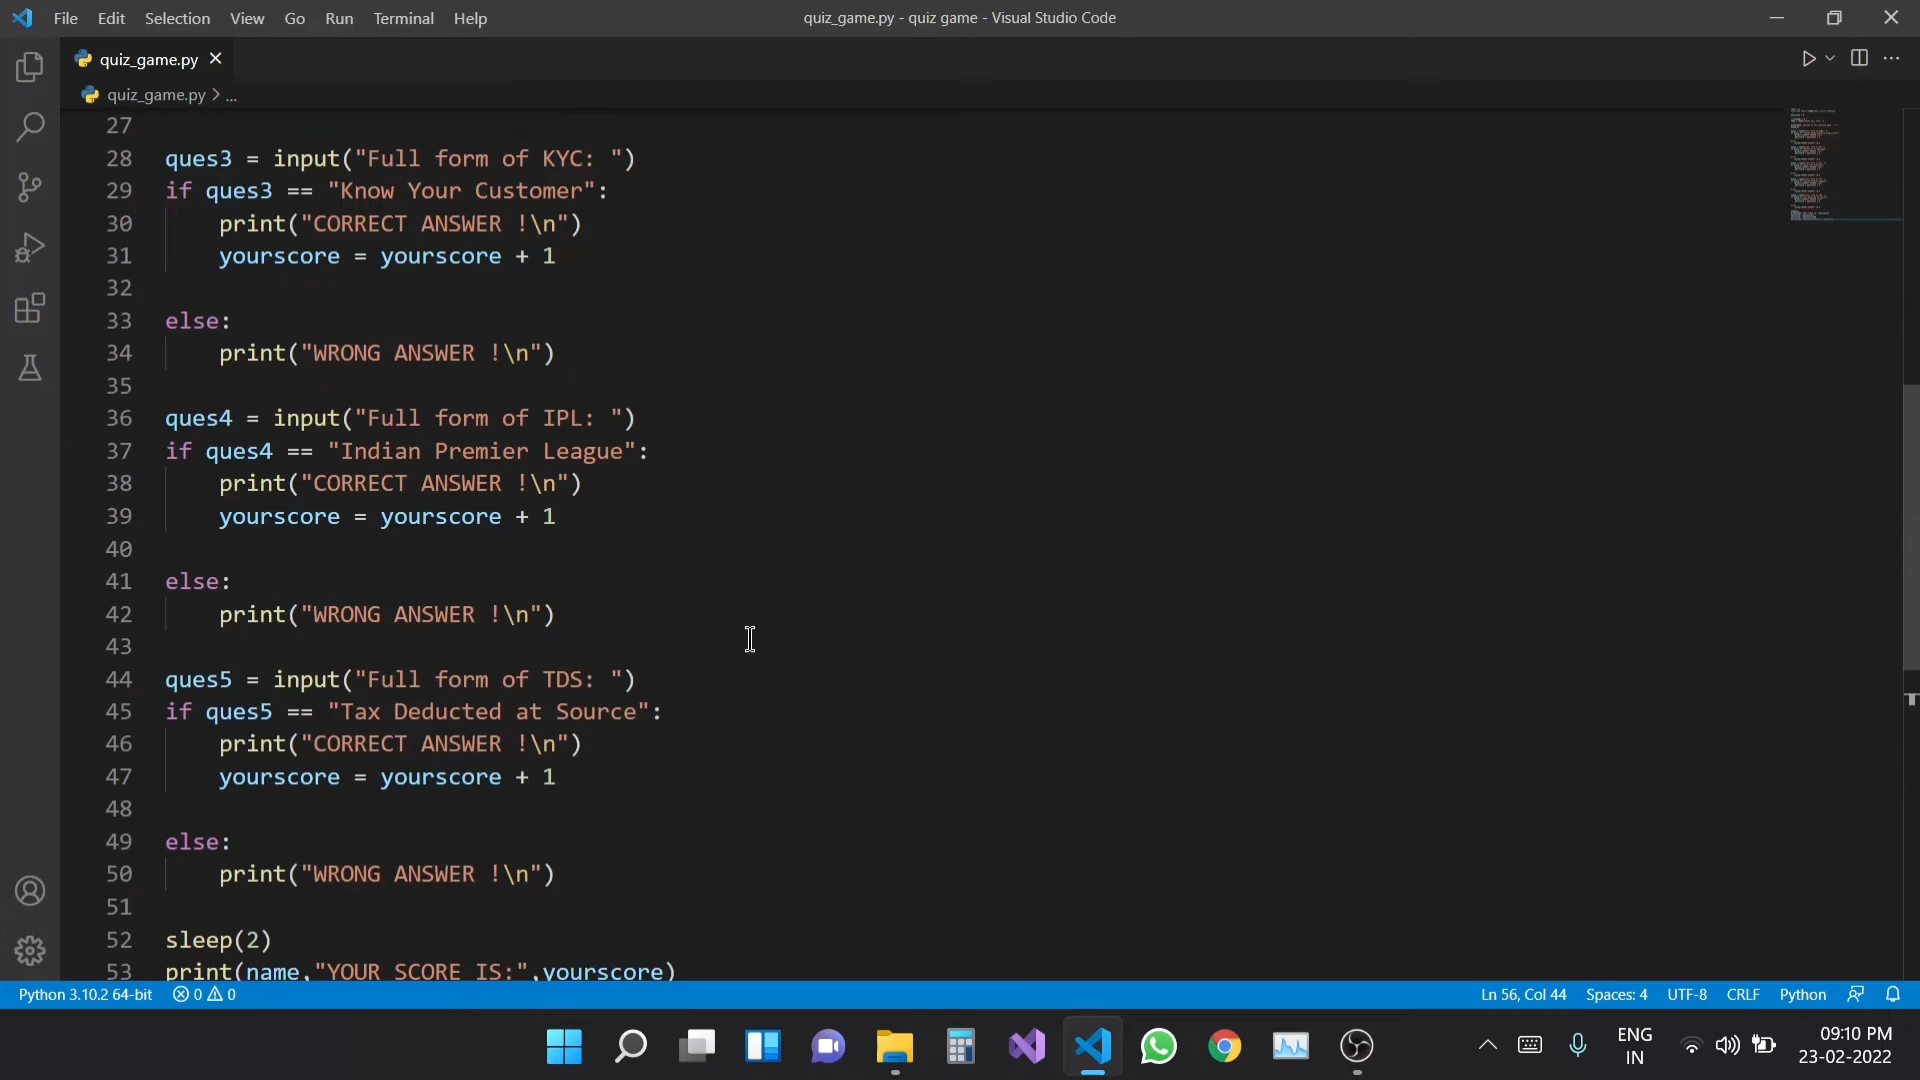 File Edit Selection View Go Run Terminal Help
quiz_game.py - quiz game - Visual Studio Code
quiz_game.py
quiz_game.py > ...
27
28 ques3 = input("Full form of KYC: ")
29 if ques3 == "Know Your Customer":
30     print("CORRECT ANSWER !\n")
31     yourscore = yourscore + 1
32
33 else:
34     print("WRONG ANSWER !\n")
35
36 ques4 = input("Full form of IPL: ")
37 if ques4 == "Indian Premier League":
38     print("CORRECT ANSWER !\n")
39     yourscore = yourscore + 1
40
41 else:
42     print("WRONG ANSWER !\n")
43
44 ques5 = input("Full form of TDS: ")
45 if ques5 == "Tax Deducted at Source":
46     print("CORRECT ANSWER !\n")
47     yourscore = yourscore + 1
48
49 else:
50     print("WRONG ANSWER !\n")
51
52 sleep(2)
53 print(name,"YOUR SCORE IS:",yourscore)
Python 3.10.2 64-bit 0 0 Ln 56, Col 44 Spaces: 4 UTF-8 CRLF Python
ENG 09:10 PM
IN 23-02-2022